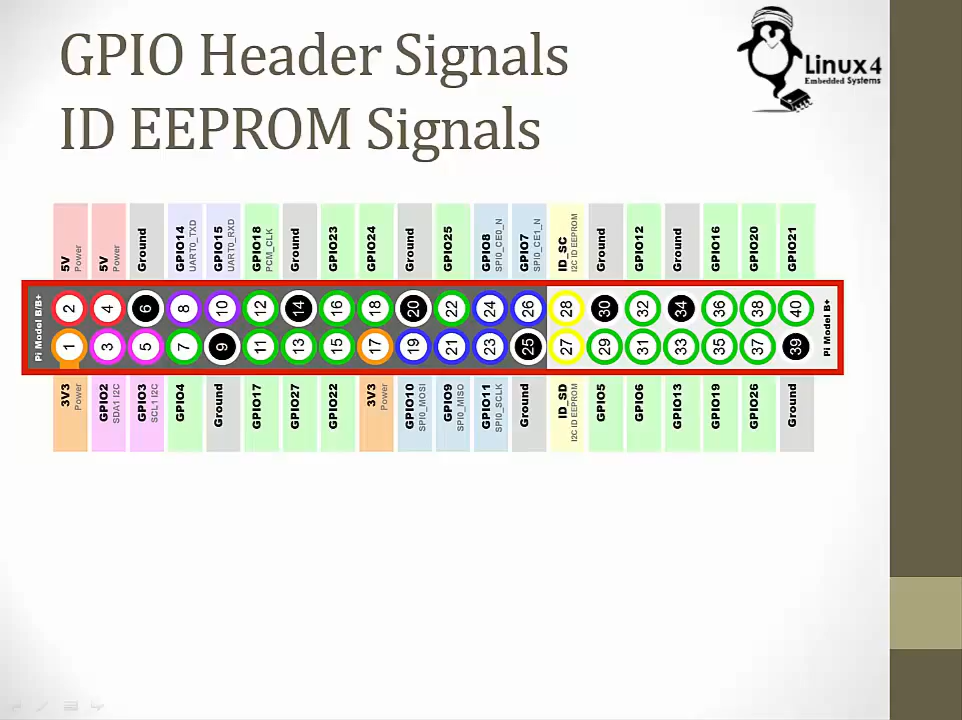 GPIO Header Signals
ID EEPROM Signals
Linux 4
Embedded Systems
5V
Power
5V
Power
Ground
GPIO14
UART0_TXD
GPIO15
UART0_RXD
GPIO18
PCM_CLK
Ground
GPIO23
GPIO24
Ground
GPIO25
GPIO8
SPI0_CE0_N
GPIO7
SPI0_CE1_N
ID_SC
I2C ID EEPROM
Ground
GPIO12
Ground
GPIO16
GPIO20
GPIO21
Pi Model B/B+
2 4 6 8 10 12 14 16 18 20 22 24 26 28 30 32 34 36 38 40
1 3 5 7 9 11 13 15 17 19 21 23 25 27 29 31 33 35 37 39
Pi Model B+
3V3
Power
GPIO2
SDA1 I2C
GPIO3
SCL1 I2C
GPIO4
Ground
GPIO17
GPIO27
GPIO22
3V3
Power
GPIO10
SPI0_MOSI
GPIO9
SPI0_MISO
GPIO11
SPI0_SCLK
Ground
ID_SD
I2C ID EEPROM
GPIO5
GPIO6
GPIO13
GPIO19
GPIO26
Ground